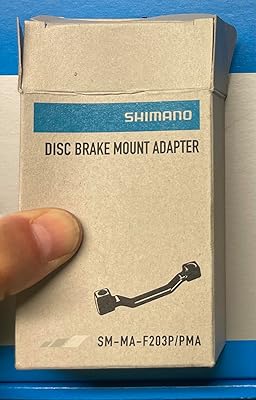 SHIMANO
DISC BRAKE MOUNT ADAPTER
SM-MA-F203P/PMA